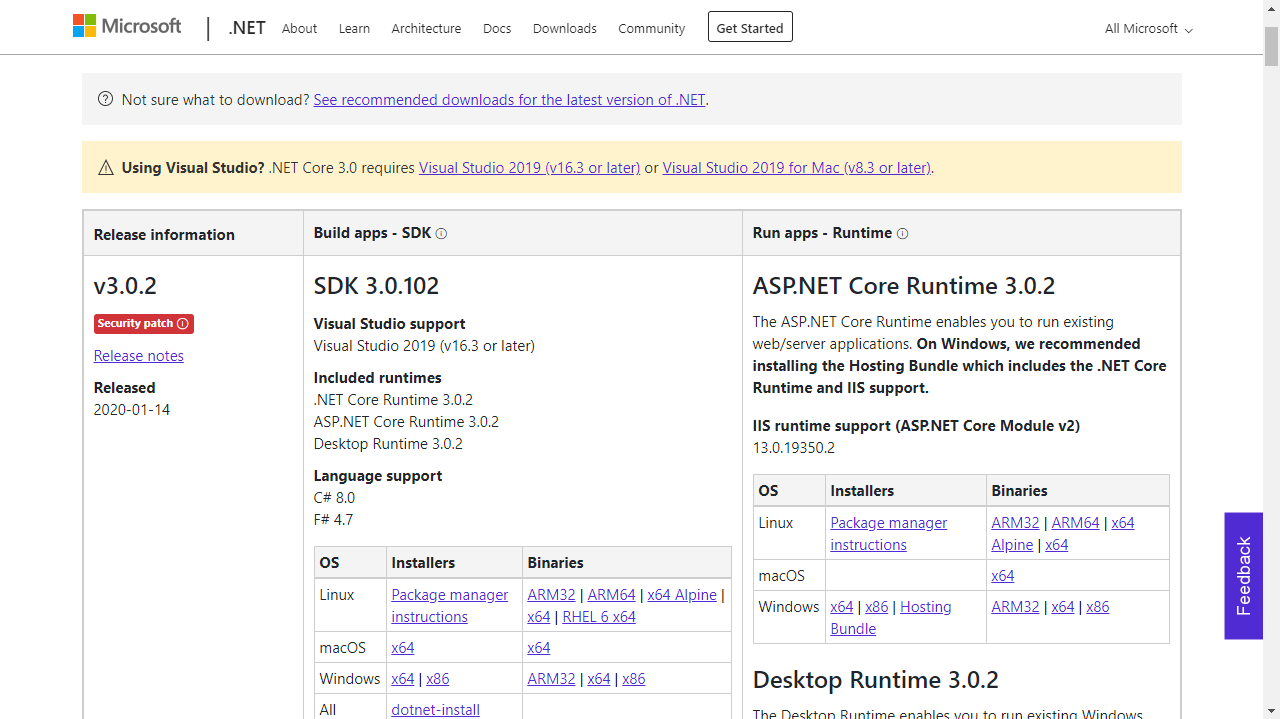 Microsoft | .NET About Learn Architecture Docs Downloads Community Get Started All Microsoft
Not sure what to download? See recommended downloads for the latest version of .NET.
Using Visual Studio? .NET Core 3.0 requires Visual Studio 2019 (v16.3 or later) or Visual Studio 2019 for Mac (v8.3 or later).
Release information
Build apps - SDK
Run apps - Runtime
v3.0.2
Security patch
Release notes
Released
2020-01-14
SDK 3.0.102
Visual Studio support
Visual Studio 2019 (v16.3 or later)
Included runtimes
.NET Core Runtime 3.0.2
ASP.NET Core Runtime 3.0.2
Desktop Runtime 3.0.2
Language support
C# 8.0
F# 4.7
OS Installers Binaries
Linux Package manager ARM32 | ARM64 | x64 Alpine |
instructions x64 | RHEL 6 x64
macOS x64 x64
Windows x64 | x86 ARM32 | x64 | x86
All dotnet-install
ASP.NET Core Runtime 3.0.2
The ASP.NET Core Runtime enables you to run existing
web/server applications. On Windows, we recommended
installing the Hosting Bundle which includes the .NET Core
Runtime and IIS support.
IIS runtime support (ASP.NET Core Module v2)
13.0.19350.2
OS Installers Binaries
Linux Package manager ARM32 | ARM64 | x64
instructions Alpine | x64
macOS x64
Windows x64 | x86 | Hosting ARM32 | x64 | x86
Bundle
Desktop Runtime 3.0.2
The Desktop Runtime enables you to run existing Windows
Feedback